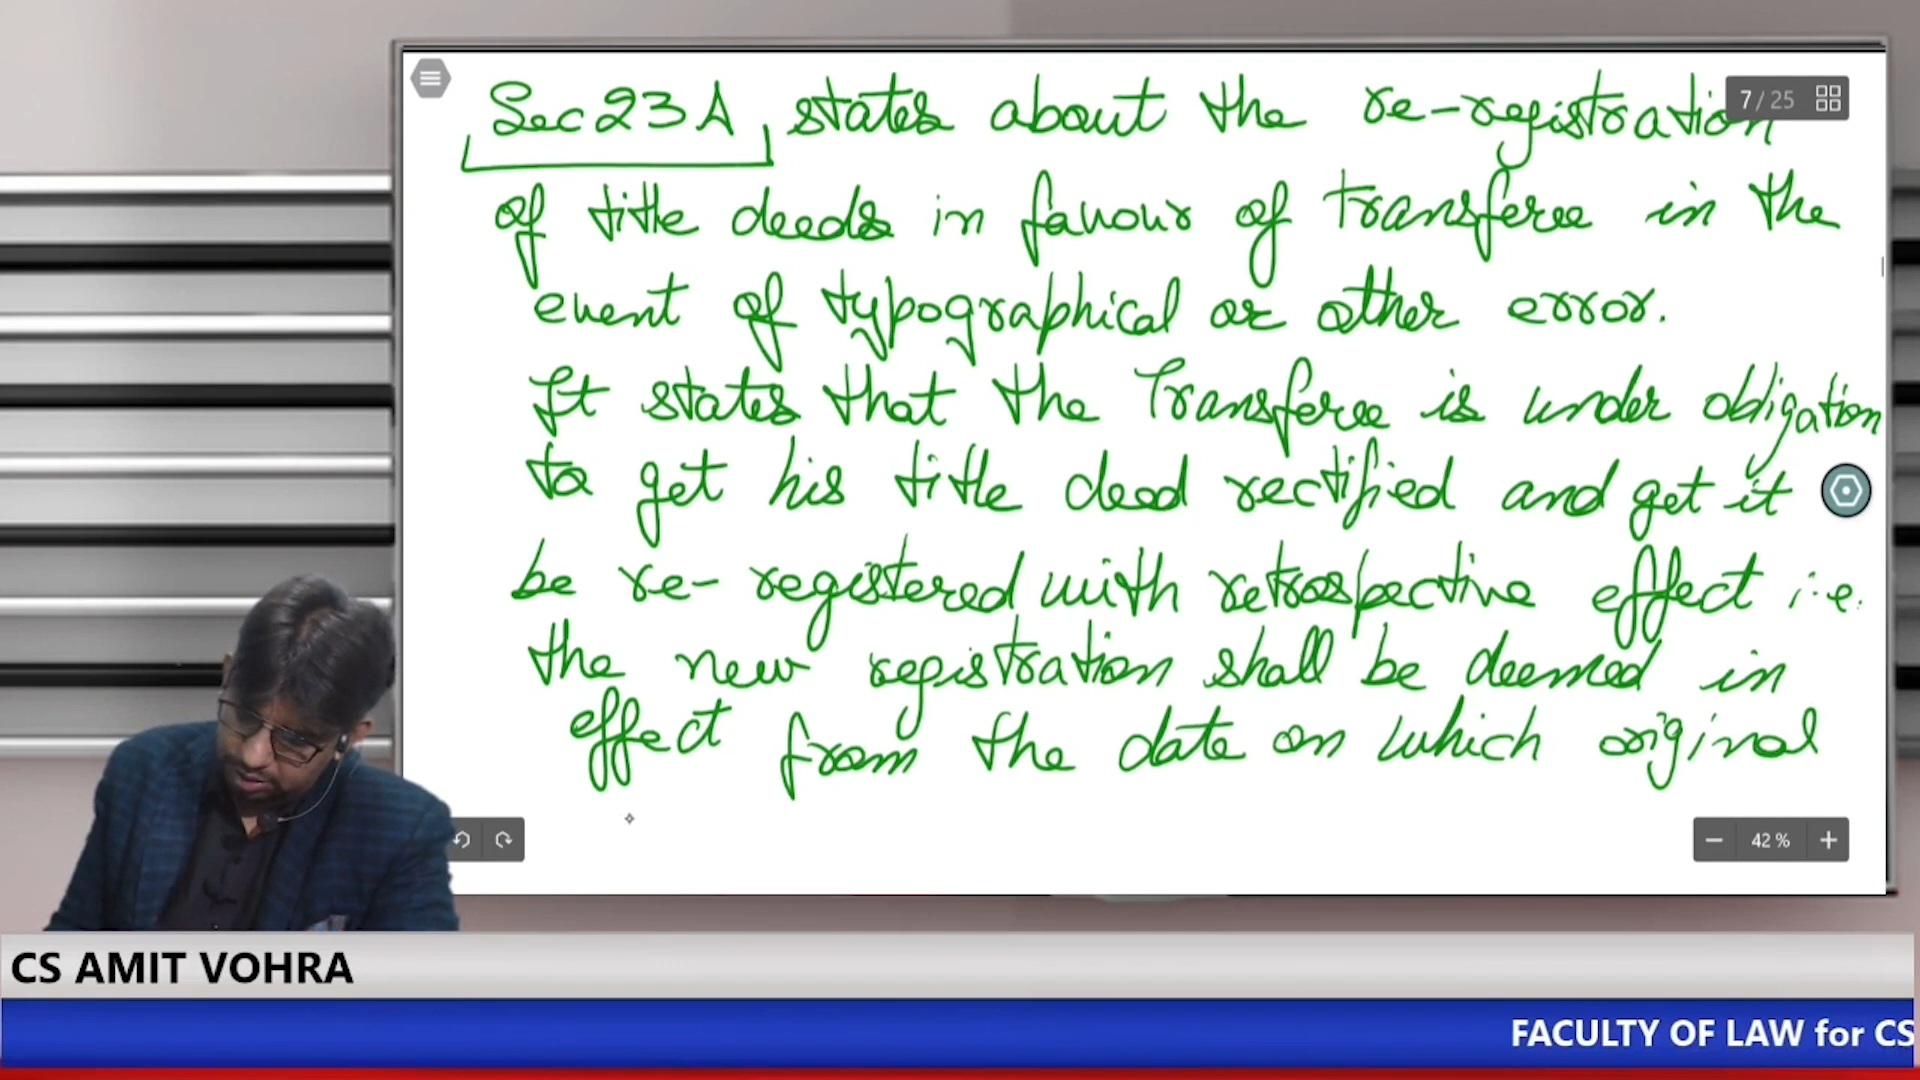 Sec 23A states about the re-registration
7 / 25
of title deeds in favour of transferee in the
event of typographical or other error.
It states that the Transferee is under obligation
to get his title deed rectified and get it
be re-registered with retrospective effect i.e.
the new registration shall be deemed in
effect from the date on which original
42 %
CS AMIT VOHRA
FACULTY OF LAW for CS